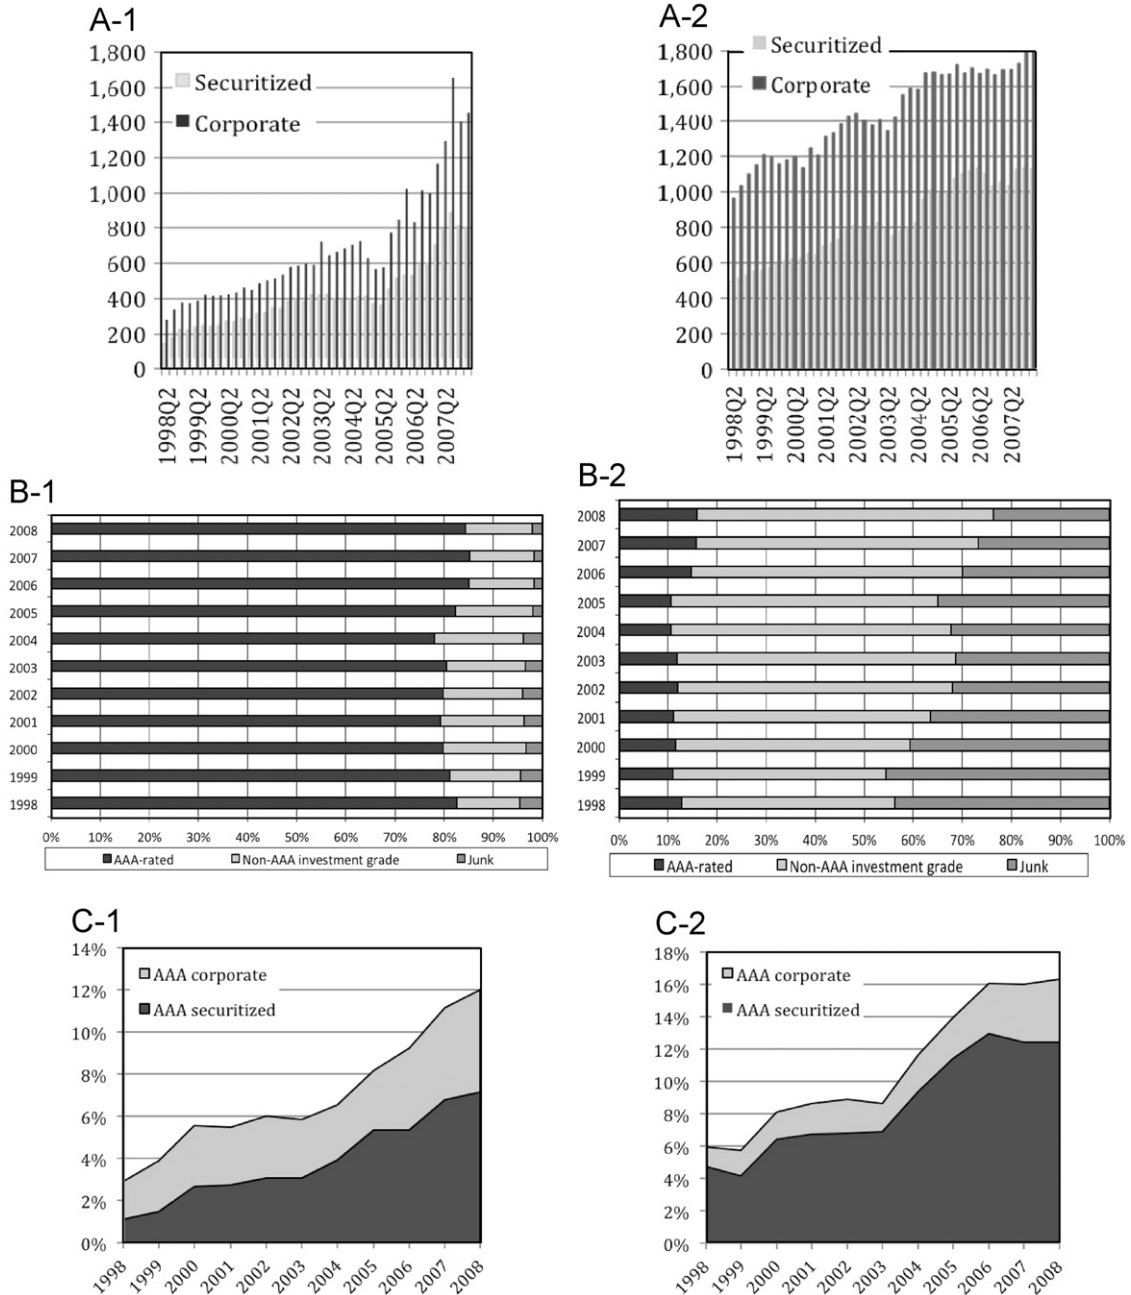 A-1
1,800
1,600
1,400
1,200
1,000
800
600
400
200
0
Securitized
Corporate
1998Q2
1999Q2
2000Q2
2001Q2
2002Q2
2003Q2
2004Q2
2005Q2
2006Q2
2007Q2
A-2
1,800
1,600
1,400
1,200
1,000
800
600
400
200
0
Securitized
Corporate
1998Q2
1999Q2
2000Q2
2001Q2
2002Q2
2003Q2
2004Q2
2005Q2
2006Q2
2007Q2
B-1
2008
2007
2006
2005
2004
2003
2002
2001
2000
1999
1998
0% 10% 20% 30% 40% 50% 60% 70% 80% 90% 100%
AAA-rated Non-AAA investment grade Junk
B-2
2008
2007
2006
2005
2004
2003
2002
2001
2000
1999
1998
0% 10% 20% 30% 40% 50% 60% 70% 80% 90% 100%
AAA-rated Non-AAA investment grade Junk
C-1
14%
12%
10%
8%
6%
4%
2%
0%
AAA corporate
AAA securitized
1998
1999
2000
2001
2002
2003
2004
2005
2006
2007
2008
C-2
18%
16%
14%
12%
10%
8%
6%
4%
2%
0%
AAA corporate
AAA securitized
1998
1999
2000
2001
2002
2003
2004
2005
2006
2007
2008